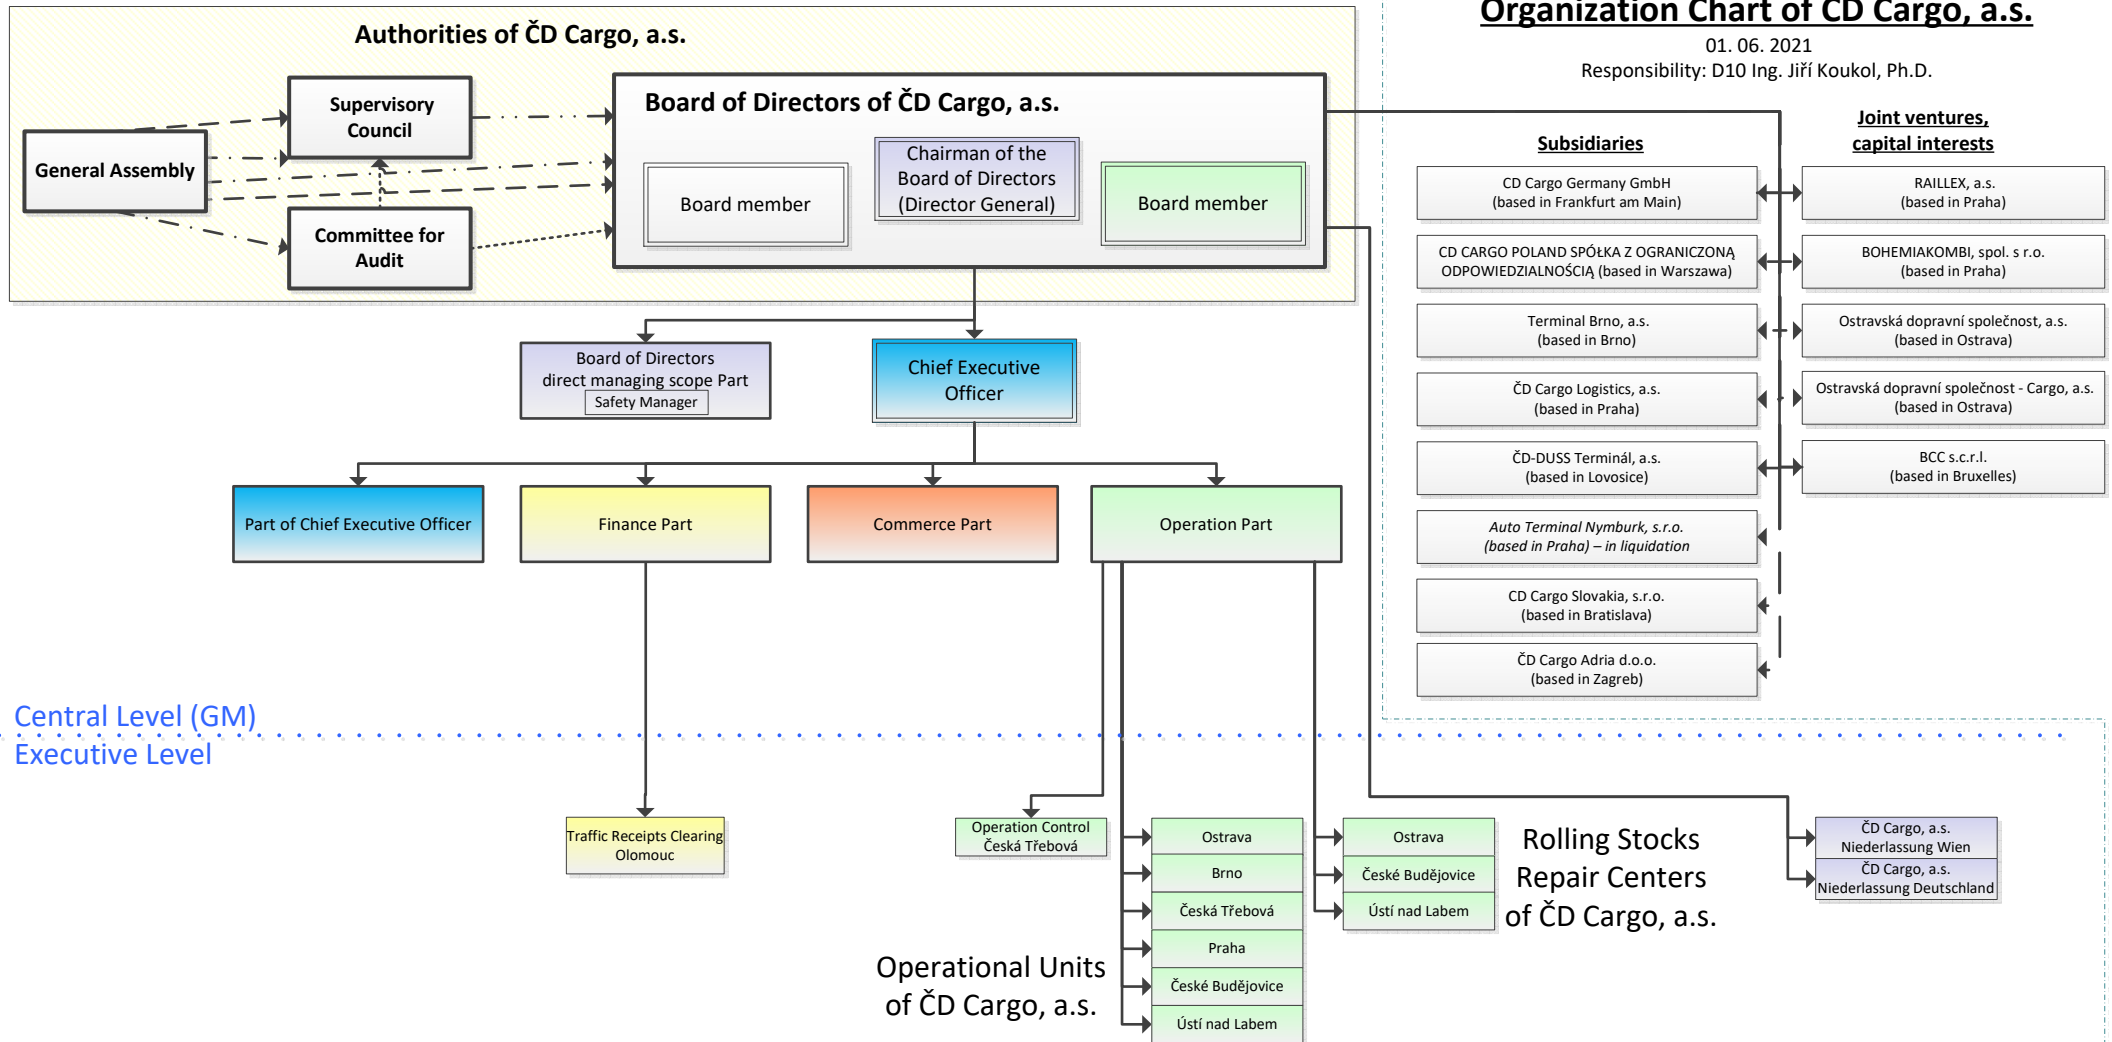 Organization Chart of ČD Cargo, a.s.
01. 06. 2021
Responsibility: D10 Ing. Jiří Koukol, Ph.D.
Authorities of ČD Cargo, a.s.
General Assembly
Supervisory
Council
Committee for
Audit
Board of Directors of ČD Cargo, a.s.
Board member
Chairman of the
Board of Directors
(Director General)
Board member
Board of Directors
direct managing scope Part
Safety Manager
Chief Executive
Officer
Part of Chief Executive Officer
Finance Part
Commerce Part
Operation Part
Subsidiaries
CD Cargo Germany GmbH
(based in Frankfurt am Main)
CD CARGO POLAND SPÓŁKA Z OGRANICZONĄ
ODPOWIEDZIALNOŚCIĄ (based in Warszawa)
Terminal Brno, a.s.
(based in Brno)
ČD Cargo Logistics, a.s.
(based in Praha)
ČD-DUSS Terminál, a.s.
(based in Lovosice)
Auto Terminal Nymburk, s.r.o.
(based in Praha) – in liquidation
CD Cargo Slovakia, s.r.o.
(based in Bratislava)
ČD Cargo Adria d.o.o.
(based in Zagreb)
Joint ventures,
capital interests
RAILLEX, a.s.
(based in Praha)
BOHEMIAKOMBI, spol. s r.o.
(based in Praha)
Ostravská dopravní společnost, a.s.
(based in Ostrava)
Ostravská dopravní společnost - Cargo, a.s.
(based in Ostrava)
BCC s.c.r.l.
(based in Bruxelles)
Central Level (GM)
Executive Level
Traffic Receipts Clearing
Olomouc
Operation Control
Česká Třebová
Operational Units
of ČD Cargo, a.s.
Ostrava
Brno
Česká Třebová
Praha
České Budějovice
Ústí nad Labem
Ostrava
České Budějovice
Ústí nad Labem
Rolling Stocks
Repair Centers
of ČD Cargo, a.s.
ČD Cargo, a.s.
Niederlassung Wien
ČD Cargo, a.s.
Niederlassung Deutschland